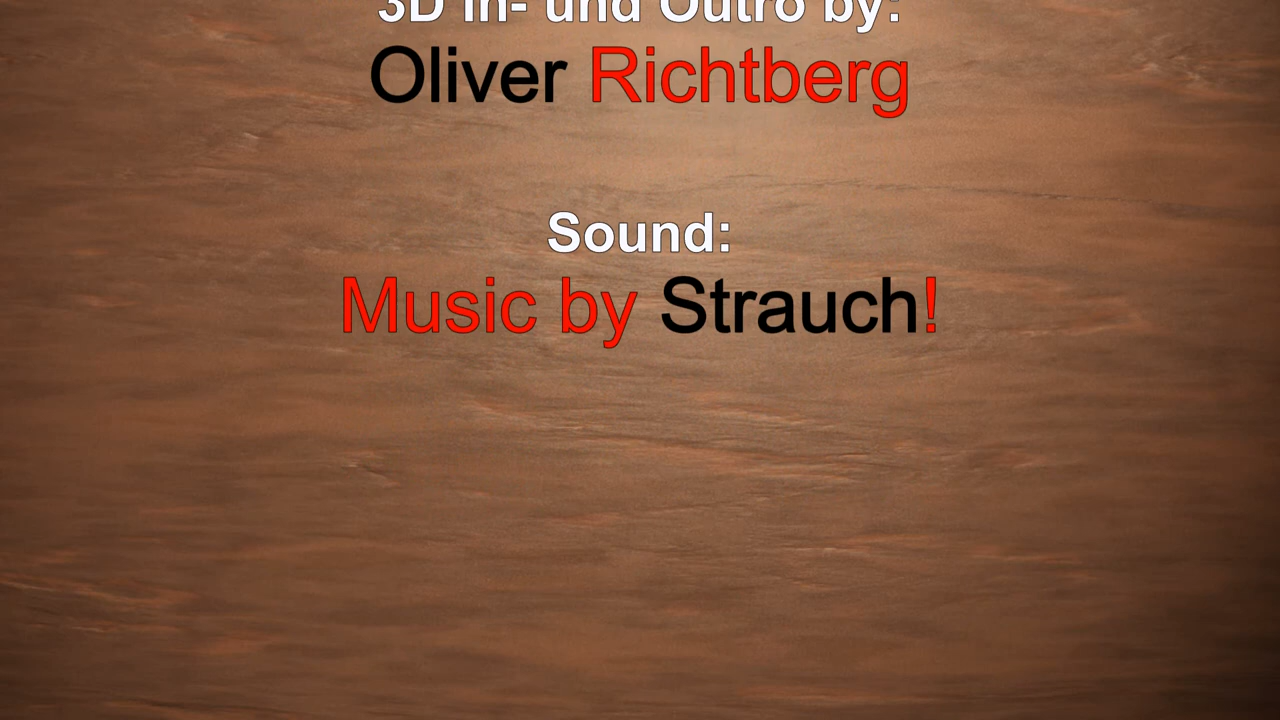 3D In- und Outro by:
Oliver Richtberg
Sound:
Music by Strauch!